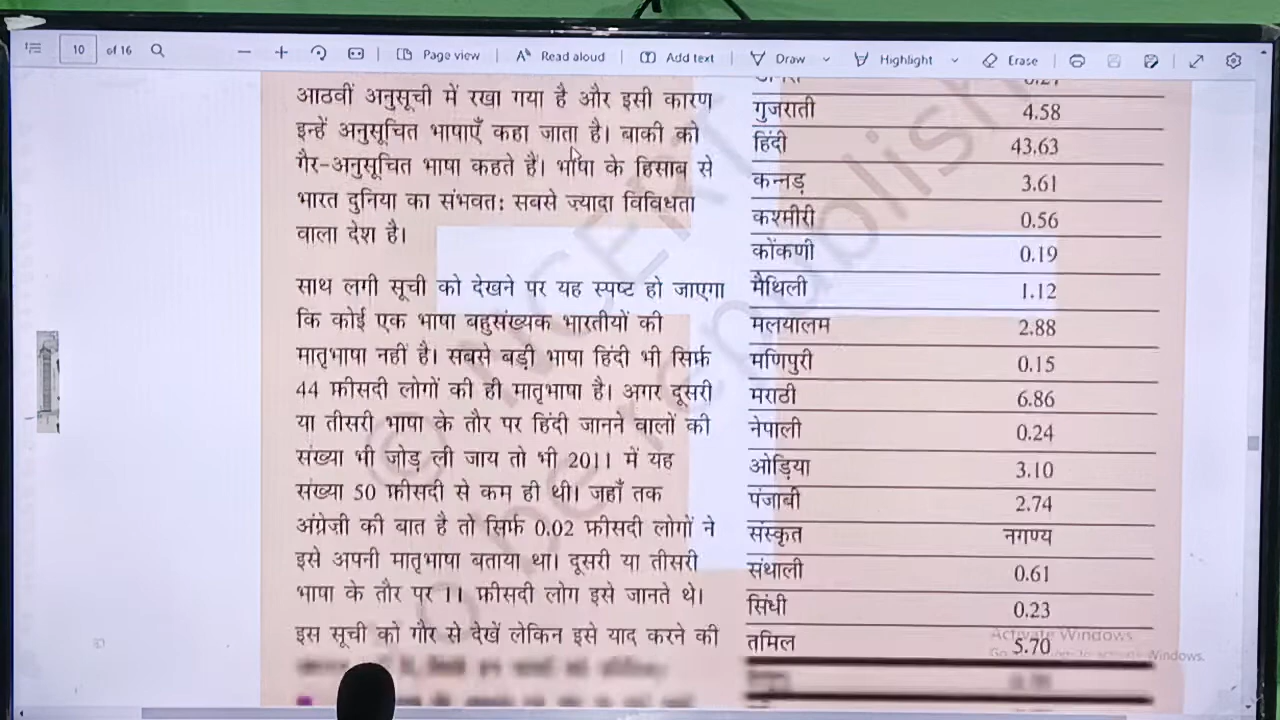 10 of 16
Page view
Read aloud
Add text
Draw
Highlight
Erase
आठवीं अनुसूची में रखा गया है और इसी कारण
इन्हें अनुसूचित भाषाएँ कहा जाता है। बाकी को
गैर-अनुसूचित भाषा कहते हैं। भाषा के हिसाब से
भारत दुनिया का संभवत: सबसे ज़्यादा विविधता
वाला देश है।
साथ लगी सूची को देखने पर यह स्पष्ट हो जाएगा
कि कोई एक भाषा बहुसंख्यक भारतीयों की
मातृभाषा नहीं है। सबसे बड़ी भाषा हिंदी भी सिर्फ
44 फ़ीसदी लोगों की ही मातृभाषा है। अगर दूसरी
या तीसरी भाषा के तौर पर हिंदी जानने वालों की
संख्या भी जोड़ ली जाय तो भी 2011 में यह
संख्या 50 फ़ीसदी से कम ही थी। जहाँ तक
अंग्रेजी की बात है तो सिर्फ 0.02 फ़ीसदी लोगों ने
इसे अपनी मातृभाषा बताया था। दूसरी या तीसरी
भाषा के तौर पर 11 फ़ीसदी लोग इसे जानते थे।
इस सूची को गौर से देखें लेकिन इसे याद करने की
गुजराती 4.58
हिंदी 43.63
कन्नड़ 3.61
कश्मीरी 0.56
कोंकणी 0.19
मैथिली 1.12
मलयालम 2.88
मणिपुरी 0.15
मराठी 6.86
नेपाली 0.24
ओड़िया 3.10
पंजाबी 2.74
संस्कृत नगण्य
संथाली 0.61
सिंधी 0.23
तमिल 5.70
Activate Windows